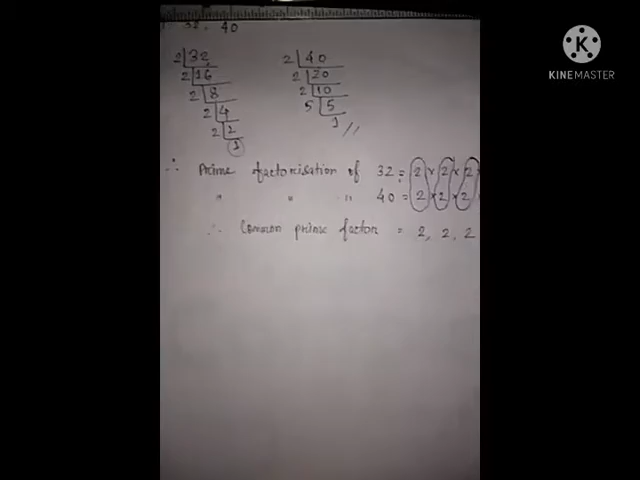 32, 40
2 32 2 40
2 16 2 20
2 8 2 10
2 4 5 5
2 2 1 //
1
∴ Prime factorisation of 32 = 2 × 2 × 2
" " " 40 = 2 × 2 × 2
∴ Common prime factor = 2, 2, 2
KINEMASTER